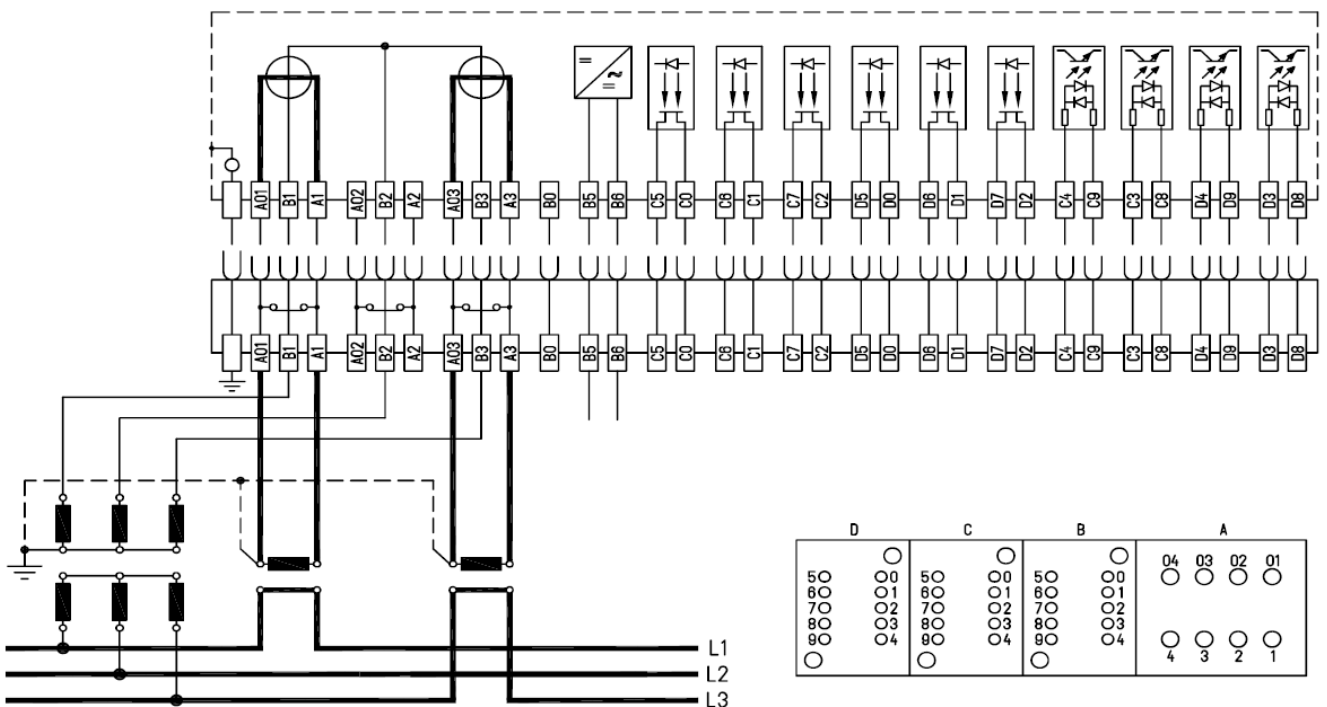 A01 B1 A1 A02 B2 A2 A03 B3 A3 B0 B5 B6 C5 C0 C6 C1 C7 C2 D5 D0 D6 D1 D7 D2 C4 C9 C3 C8 D4 D9 D3 D8
A01 B1 A1 A02 B2 A2 A03 B3 A3 B0 B5 B6 C5 C0 C6 C1 C7 C2 D5 D0 D6 D1 D7 D2 C4 C9 C3 C8 D4 D9 D3 D8
L1
L2
L3
D C B A
04 03 02 01
5 0 5 0 5 0
6 1 6 1 6 1
7 2 7 2 7 2
8 3 8 3 8 3
9 4 9 4 9 4
4 3 2 1